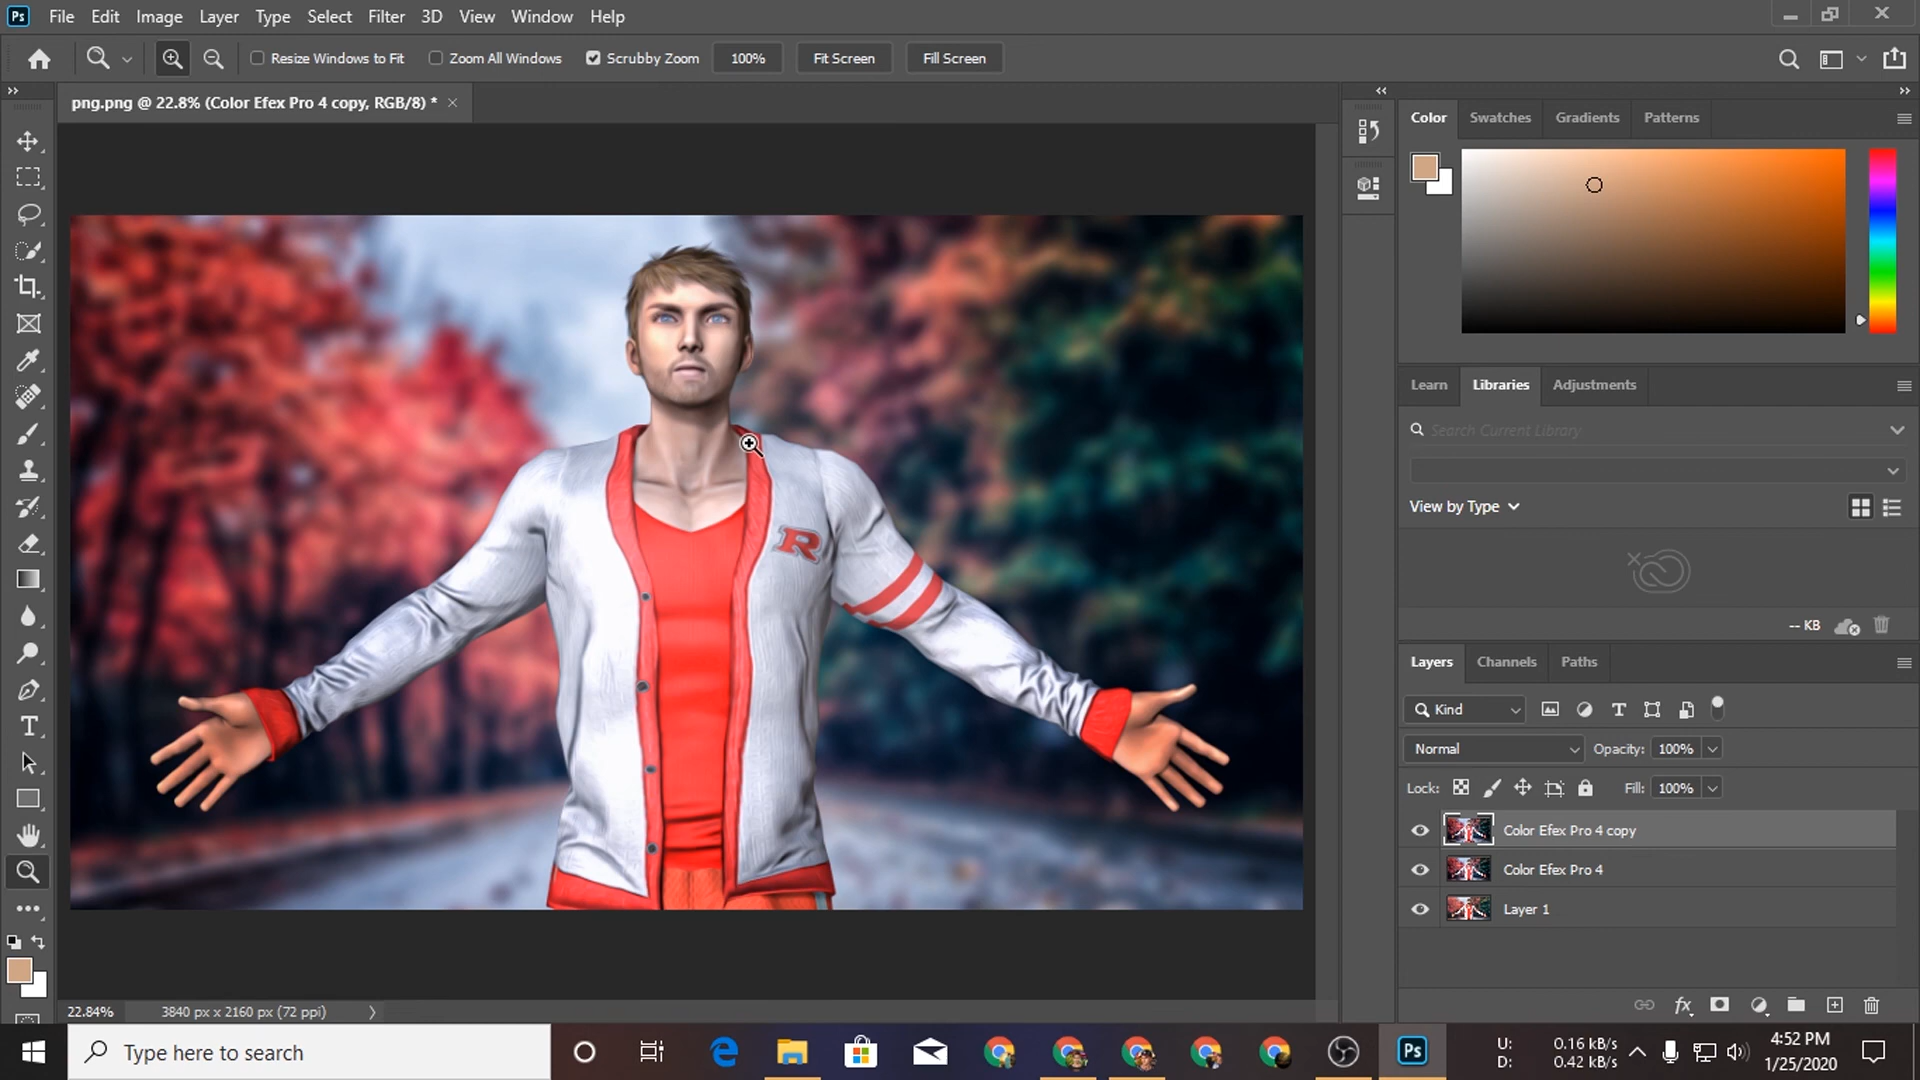 Ps File Edit Image Layer Type Select Filter 3D View Window Help
Resize Windows to Fit Zoom All Windows Scrubby Zoom 100% Fit Screen Fill Screen
png.png @ 22.8% (Color Efex Pro 4 copy, RGB/8) *
Color Swatches Gradients Patterns
Learn Libraries Adjustments
Search Current Library
View by Type
-- KB
R
Layers Channels Paths
Kind
Normal Opacity: 100%
Lock: Fill: 100%
Color Efex Pro 4 copy
Color Efex Pro 4
Layer 1
fx
22.84% 3840 px x 2160 px (72 ppi)
Type here to search
Ps
U: 0.16 kB/s
D: 0.42 kB/s
4:52 PM
1/25/2020